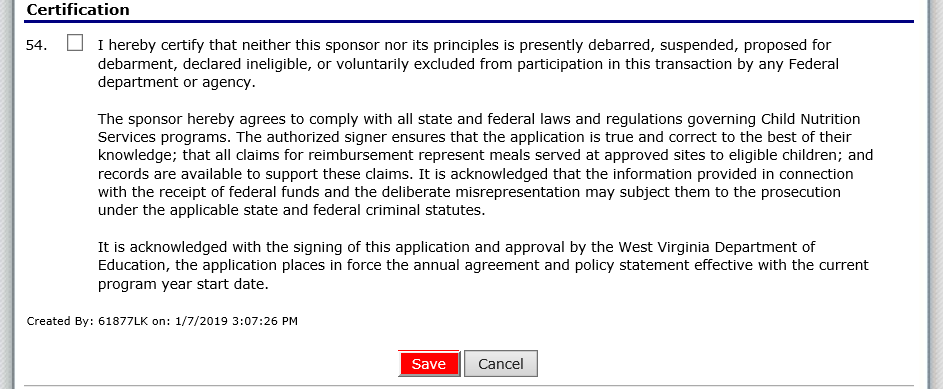 Certification
54. I hereby certify that neither this sponsor nor its principles is presently debarred, suspended, proposed for
debarment, declared ineligible, or voluntarily excluded from participation in this transaction by any Federal
department or agency.
The sponsor hereby agrees to comply with all state and federal laws and regulations governing Child Nutrition
Services programs. The authorized signer ensures that the application is true and correct to the best of their
knowledge; that all claims for reimbursement represent meals served at approved sites to eligible children; and
records are available to support these claims. It is acknowledged that the information provided in connection
with the receipt of federal funds and the deliberate misrepresentation may subject them to the prosecution
under the applicable state and federal criminal statutes.
It is acknowledged with the signing of this application and approval by the West Virginia Department of
Education, the application places in force the annual agreement and policy statement effective with the current
program year start date.
Created By: 61877LK on: 1/7/2019 3:07:26 PM
Save Cancel